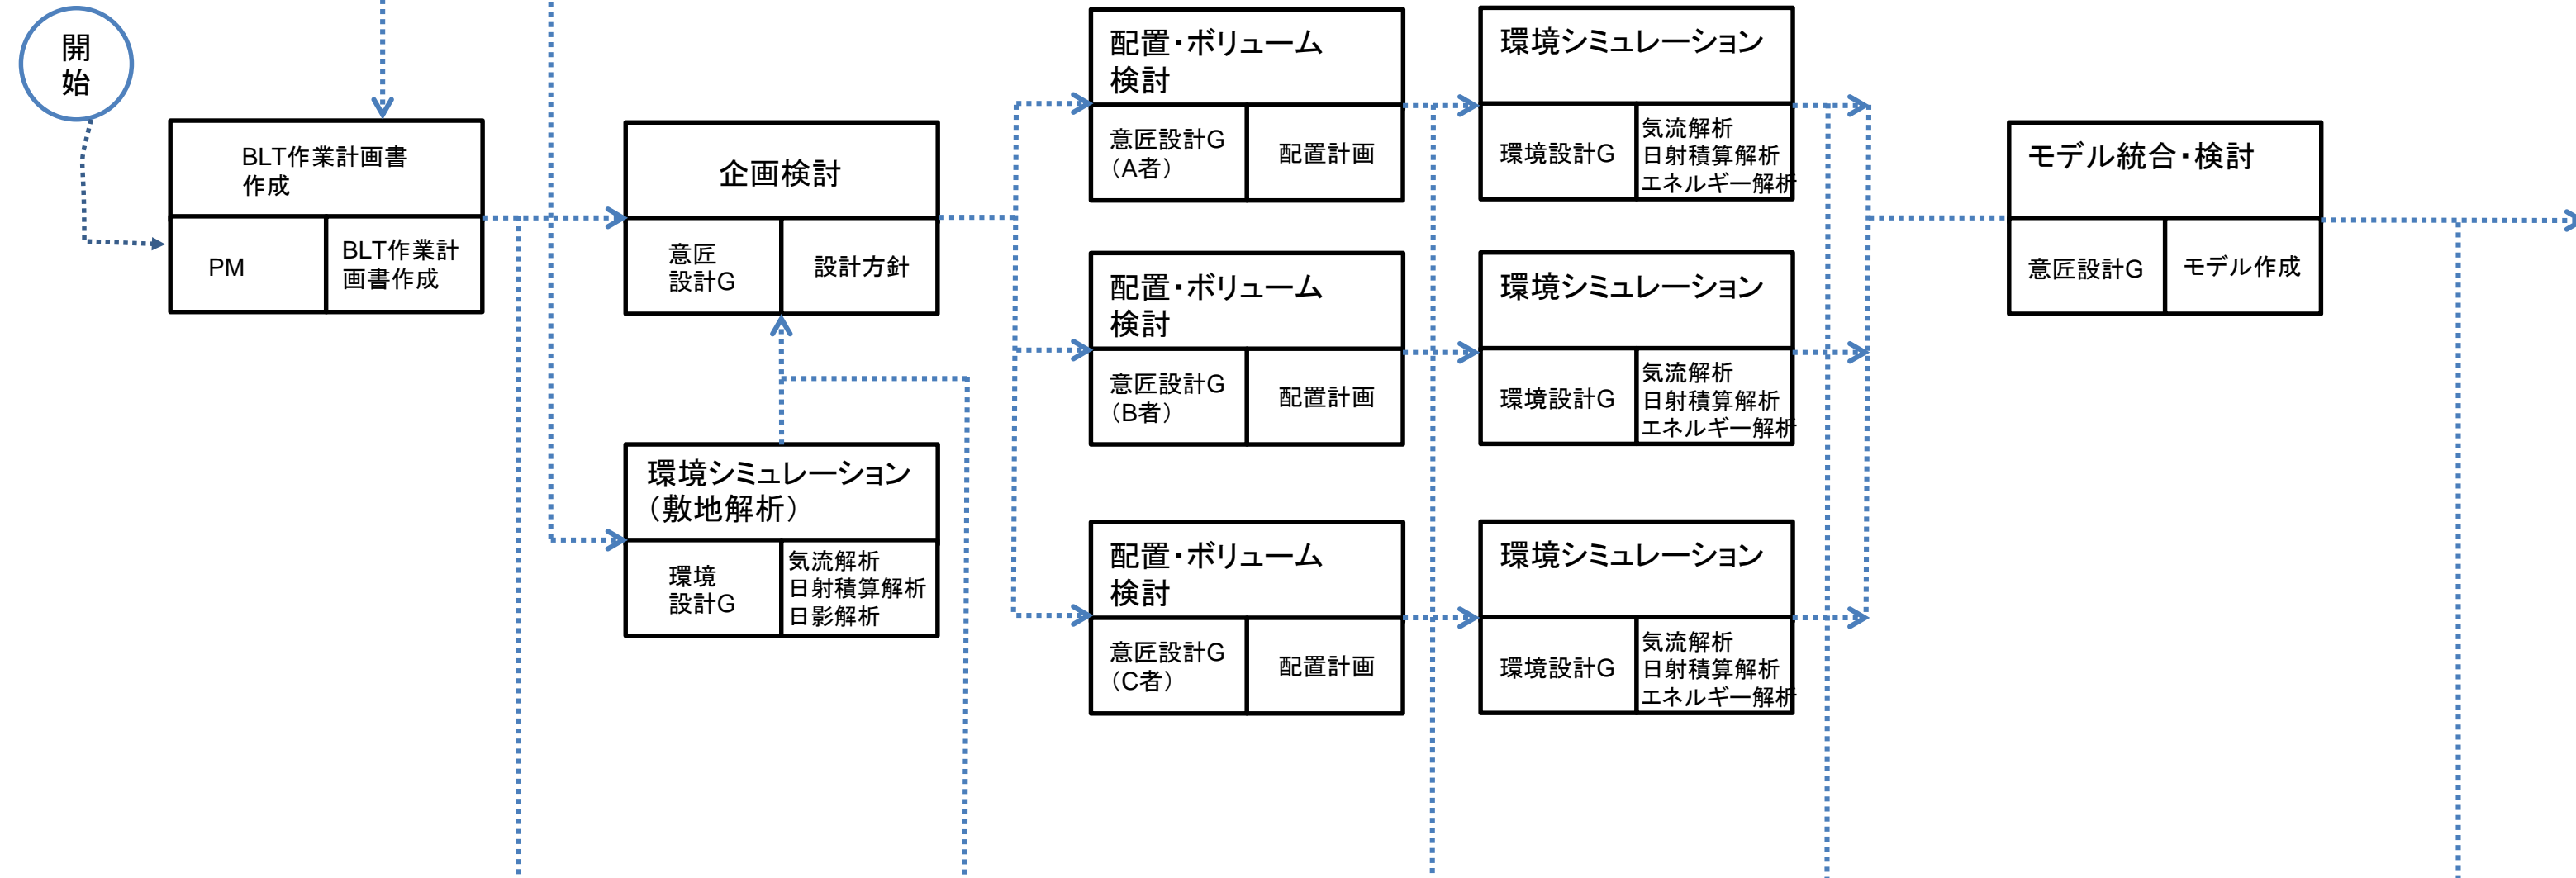 開
始
BLT作業計画書
作成
PM
BLT作業計
画書作成
企画検討
意匠
設計G
設計方針
環境シミュレーション
（敷地解析）
環境
設計G
気流解析
日射積算解析
日影解析
配置・ボリューム
検討
意匠設計G
（A者）
配置計画
環境シミュレーション
環境設計G
気流解析
日射積算解析
エネルギー解析
配置・ボリューム
検討
意匠設計G
（B者）
配置計画
環境シミュレーション
環境設計G
気流解析
日射積算解析
エネルギー解析
配置・ボリューム
検討
意匠設計G
（C者）
配置計画
環境シミュレーション
環境設計G
気流解析
日射積算解析
エネルギー解析
モデル統合・検討
意匠設計G
モデル作成